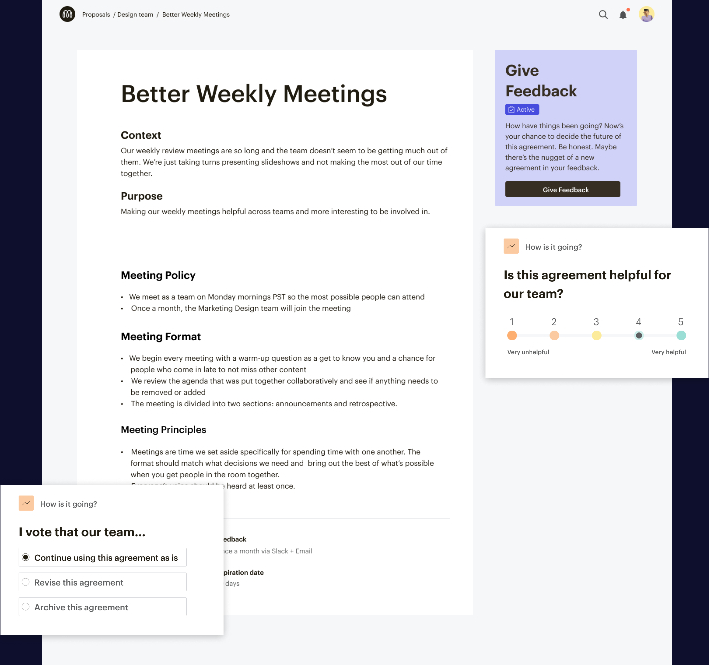 Proposals / Design team / Better Weekly Meetings
Better Weekly Meetings
Context
Our weekly review meetings are so long and the team doesn't seem to be getting much out of
them. We're just taking turns presenting slideshows and not making the most out of our time
together.
Purpose
Making our weekly meetings helpful across teams and more interesting to be involved in.
Meeting Policy
• We meet as a team on Monday mornings PST so the most possible people can attend
• Once a month, the Marketing Design team will join the meeting
Meeting Format
• We begin every meeting with a warm-up question as a get to know you and a chance for
people who come in late to not miss other content
• We review the agenda that was put together collaboratively and see if anything needs to
be removed or added
• The meeting is divided into two sections: announcements and retrospective.
Meeting Principles
• Meetings are time we set aside specifically for spending time with one another. The
format should match what decisions we need and bring out the best of what's possible
when you get people in the room together.
heard at least once.
a month via Slack + Email
date
days
Give
Feedback
Active
How have things been going? Now's
your chance to decide the future of
this agreement. Be honest. Maybe
there's the nugget of a new
agreement in your feedback.
Give Feedback
How is it going?
Is this agreement helpful for
our team?
1 2 3 4 5
Very unhelpful Very helpful
How is it going?
I vote that our team...
Continue using this agreement as is
Revise this agreement
Archive this agreement